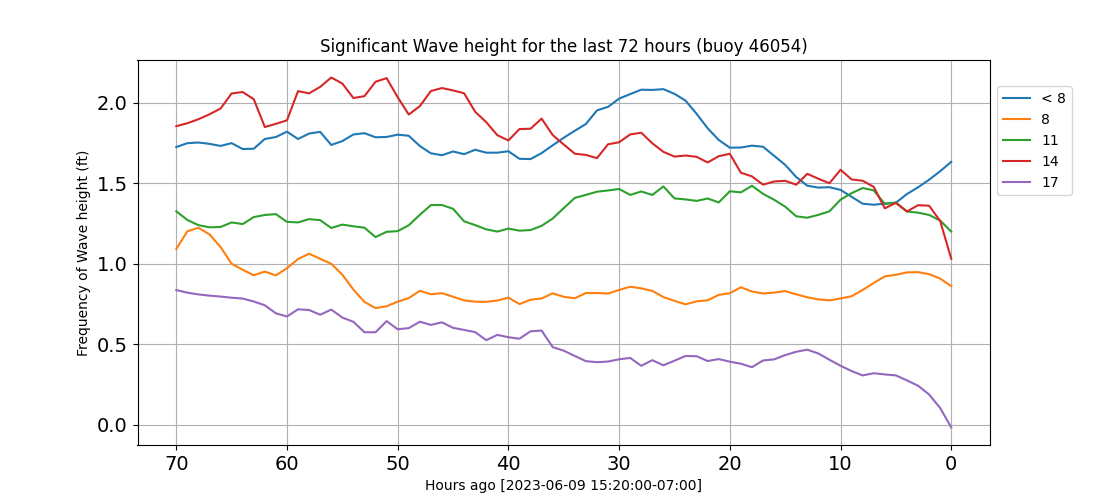 Significant Wave height for the last 72 hours (buoy 46054)
Frequency of Wave height (ft)
2.0
1.5
1.0
0.5
0.0
70 60 50 40 30 20 10 0
Hours ago [2023-06-09 15:20:00-07:00]
< 8
8
11
14
17